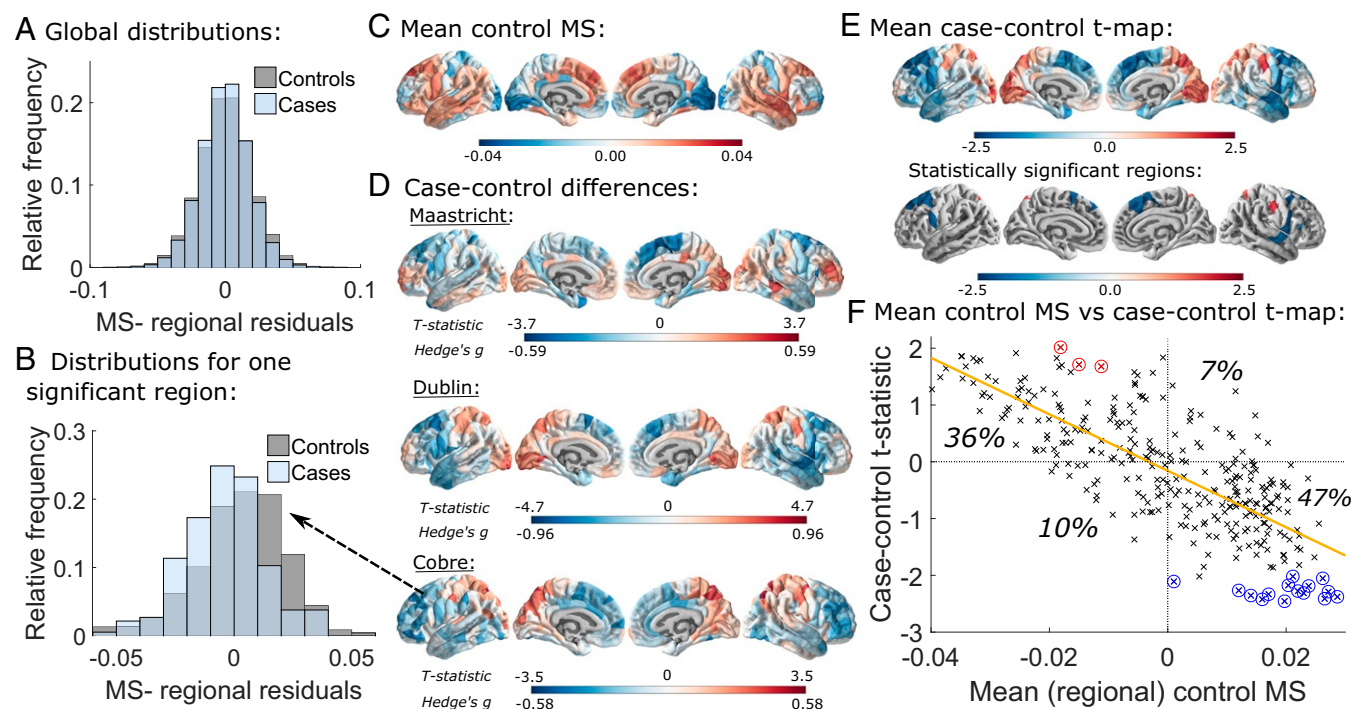 A Global distributions:
Controls
Cases
Relative frequency
0.2
0.1
0
-0.1
0
0.1
MS- regional residuals
B Distributions for one
significant region:
Controls
Cases
Relative frequency
0.3
0.2
0.1
0
-0.05
0
0.05
MS- regional residuals
C Mean control MS:
-0.04
0.00
0.04
D Case-control differences:
Maastricht:
T-statistic -3.7 0 3.7
Hedge's g -0.59 0.59
Dublin:
T-statistic -4.7 0 4.7
Hedge's g -0.96 0.96
Cobre:
T-statistic -3.5 0 3.5
Hedge's g -0.58 0.58
E Mean case-control t-map:
-2.5 0.0 2.5
Statistically significant regions:
-2.5 0.0 2.5
F Mean control MS vs case-control t-map:
Case-control t-statistic
2
1
0
-1
-2
-3
7%
36%
47%
10%
-0.04
-0.02
0
0.02
Mean (regional) control MS